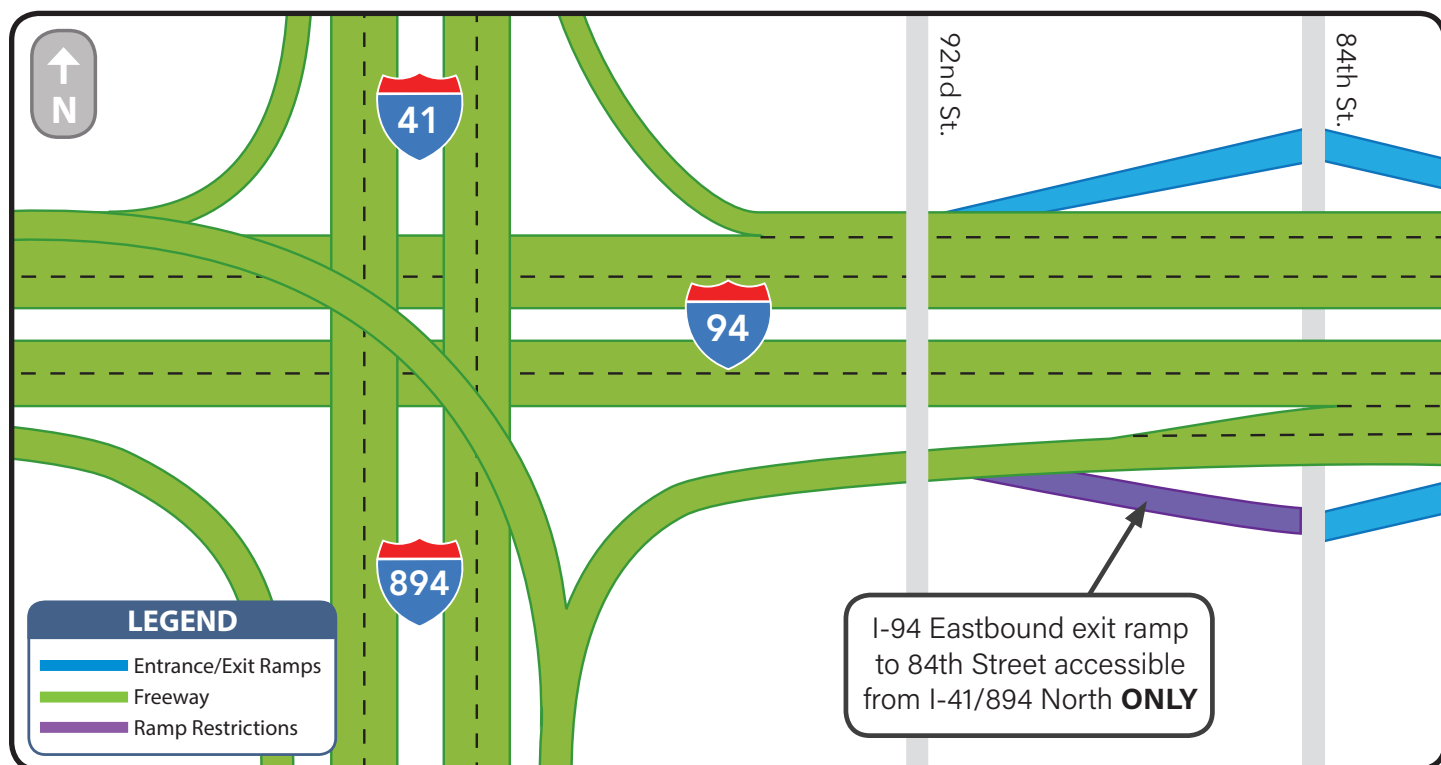 N
41
92nd St.
84th St.
94
894
LEGEND
Entrance/Exit Ramps
Freeway
Ramp Restrictions
I-94 Eastbound exit ramp
to 84th Street accessible
from I-41/894 North ONLY